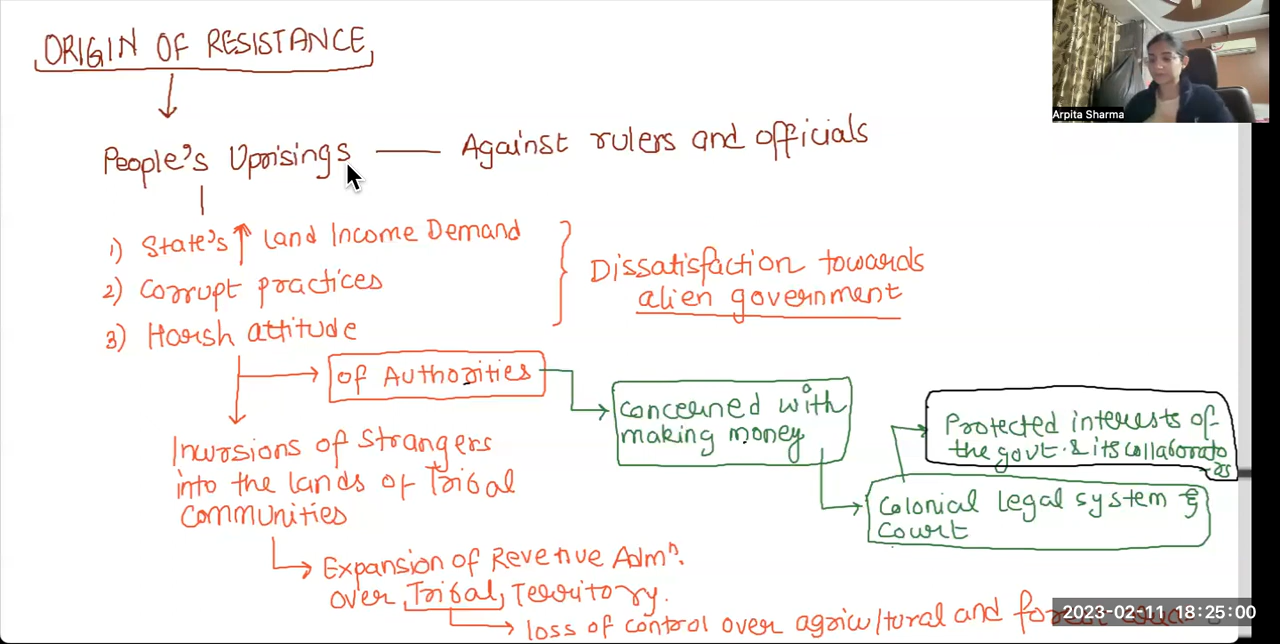 ORIGIN OF RESISTANCE
Arpita Sharma
People's Uprisings — Against rulers and officials
1) State's ↑ Land Income Demand
2) Corrupt practices
3) Harsh attitude
Dissatisfaction towards
alien government
of Authorities
concerned with
making money
Protected interests of
the govt. & its collaborato
-rs
Colonial legal system &
court
Inversions of strangers
into the lands of Tribal
communities
Expansion of Revenue Admⁿ.
over Tribal Territory.
loss of control over agricultural and
2023-02-11 18:25:00